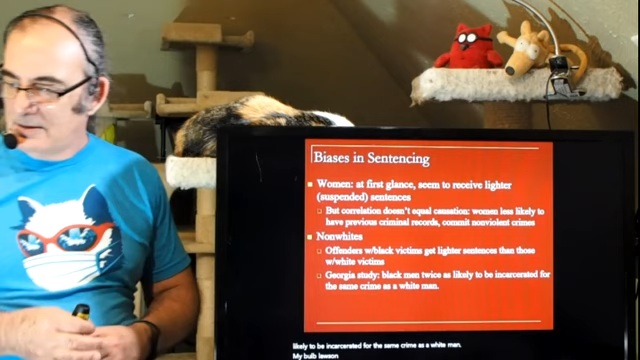 Biases in Sentencing
Women: at first glance, seem to receive lighter
(suspended) sentences
But correlation doesn't equal causation: women less likely to
have previous criminal records, commit nonviolent crimes
Nonwhites
Offenders w/black victims get lighter sentences than those
w/white victims
Georgia study: black men twice as likely to be incarcerated for
the same crime as a white man.
likely to be incarcerated for the same crime as a white man.
My bulb lawson